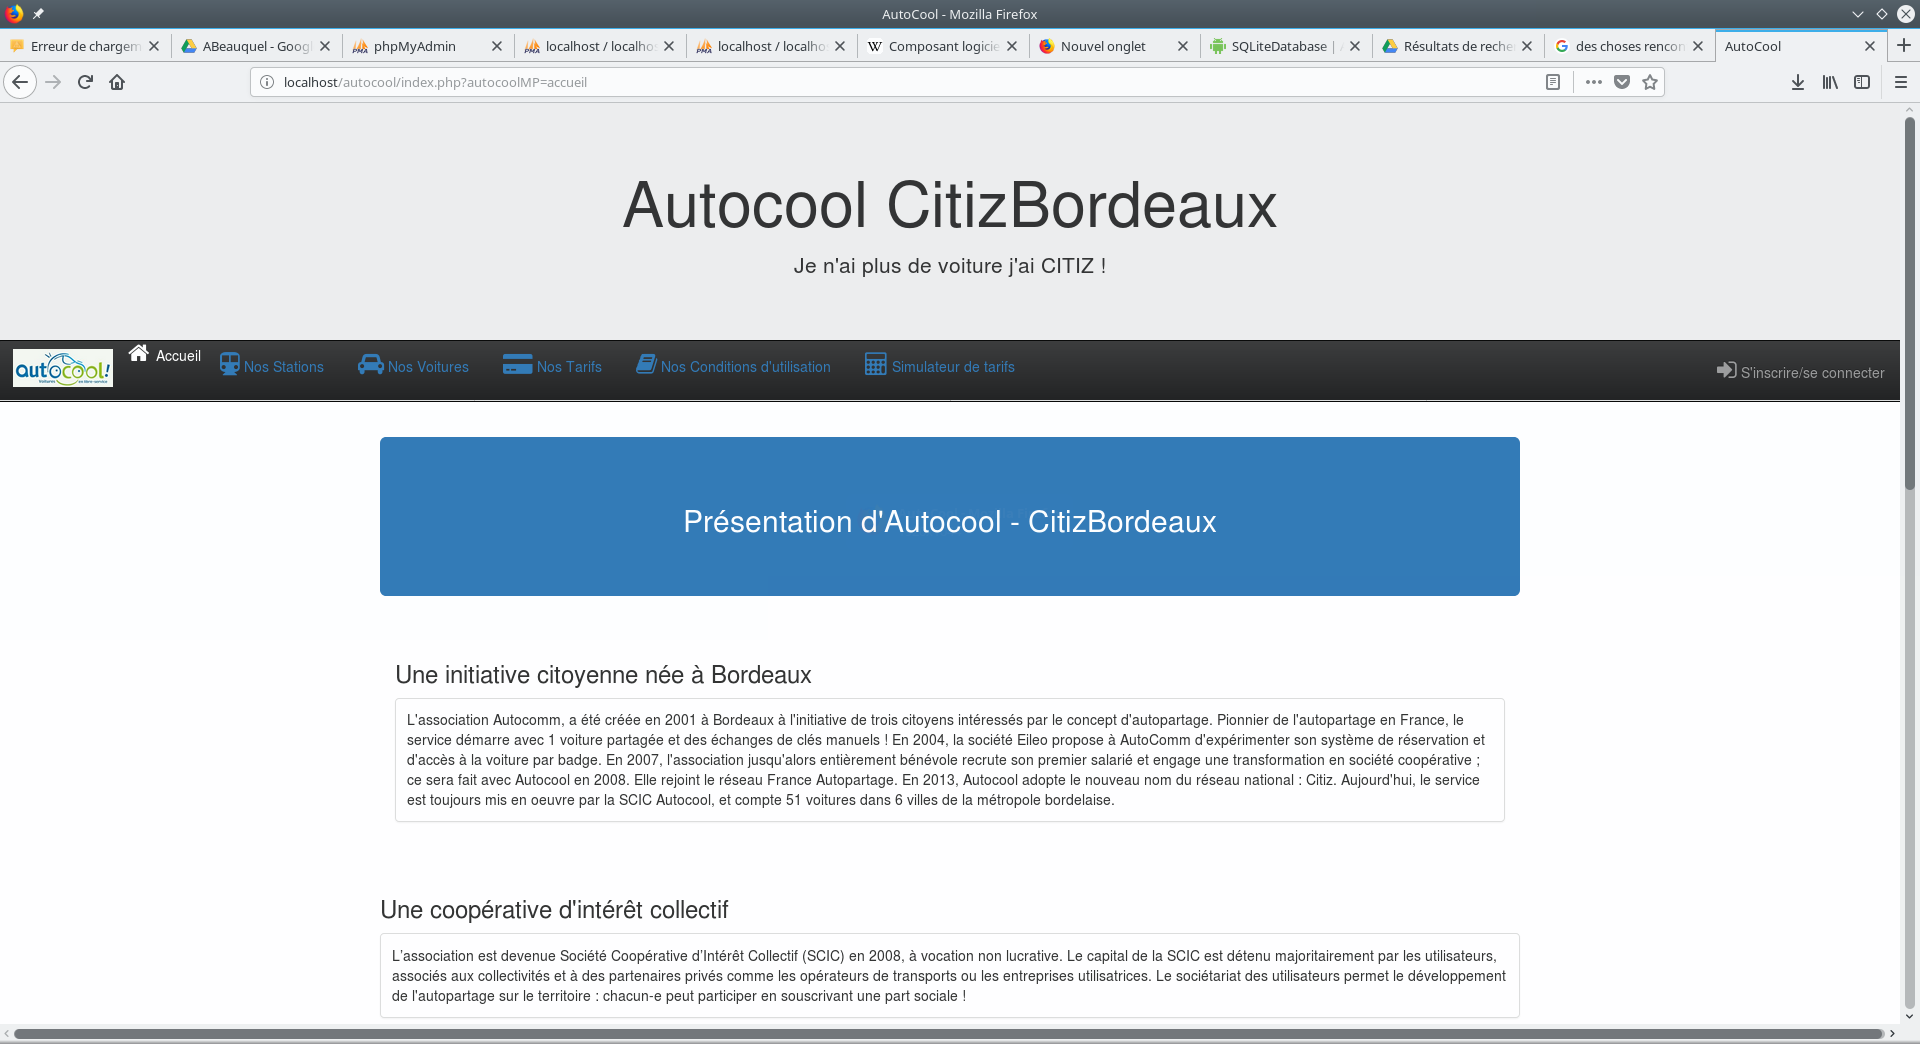 AutoCool - Mozilla Firefox
Erreur de chargem
ABeauquel - Goog
phpMyAdmin
localhost / localho
localhost / localho
Composant logicie
Nouvel onglet
SQLiteDatabase |
Résultats de reche
des choses rencon
AutoCool
localhost/autocool/index.php?autocoolMP=accueil
Autocool CitizBordeaux
Je n'ai plus de voiture j'ai CITIZ !
autocool!
Accueil
Nos Stations
Nos Voitures
Nos Tarifs
Nos Conditions d'utilisation
Simulateur de tarifs
S'inscrire/se connecter
Présentation d'Autocool - CitizBordeaux
Une initiative citoyenne née à Bordeaux
L'association Autocomm, a été créée en 2001 à Bordeaux à l'initiative de trois citoyens intéressés par le concept d'autopartage. Pionnier de l'autopartage en France, le
service démarre avec 1 voiture partagée et des échanges de clés manuels ! En 2004, la société Eileo propose à AutoComm d'expérimenter son système de réservation et
d'accès à la voiture par badge. En 2007, l'association jusqu'alors entièrement bénévole recrute son premier salarié et engage une transformation en société coopérative ;
ce sera fait avec Autocool en 2008. Elle rejoint le réseau France Autopartage. En 2013, Autocool adopte le nouveau nom du réseau national : Citiz. Aujourd'hui, le service
est toujours mis en oeuvre par la SCIC Autocool, et compte 51 voitures dans 6 villes de la métropole bordelaise.
Une coopérative d'intérêt collectif
L'association est devenue Société Coopérative d'Intérêt Collectif (SCIC) en 2008, à vocation non lucrative. Le capital de la SCIC est détenu majoritairement par les utilisateurs,
associés aux collectivités et à des partenaires privés comme les opérateurs de transports ou les entreprises utilisatrices. Le sociétariat des utilisateurs permet le développement
de l'autopartage sur le territoire : chacun-e peut participer en souscrivant une part sociale !